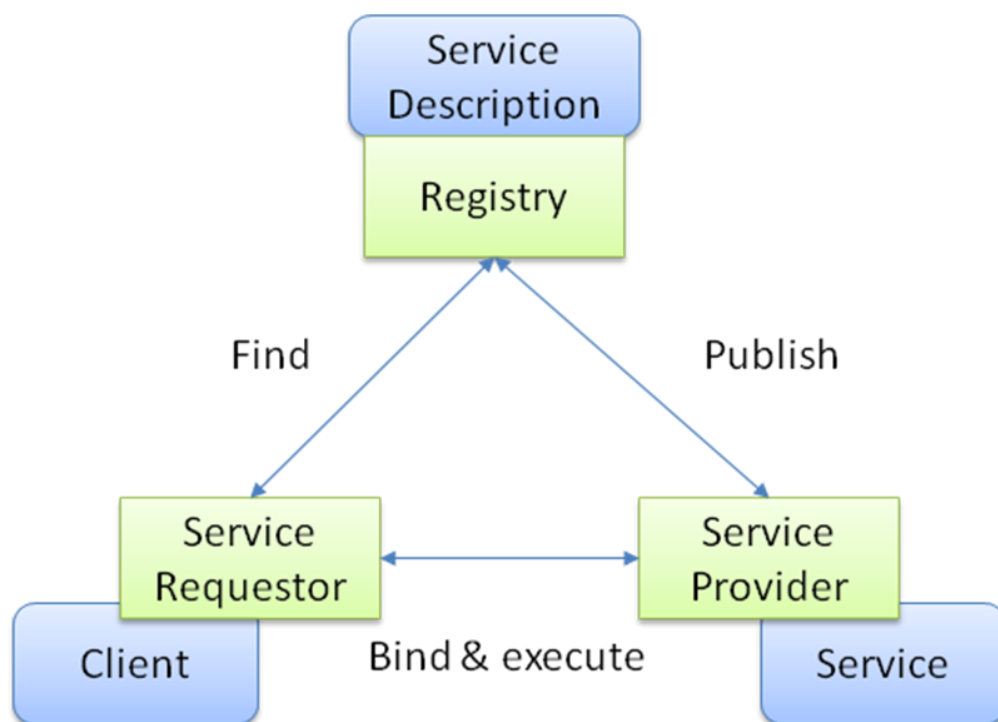 Service
Description
Registry
Find
Publish
Service
Requestor
Service
Provider
Client
Bind & execute
Service